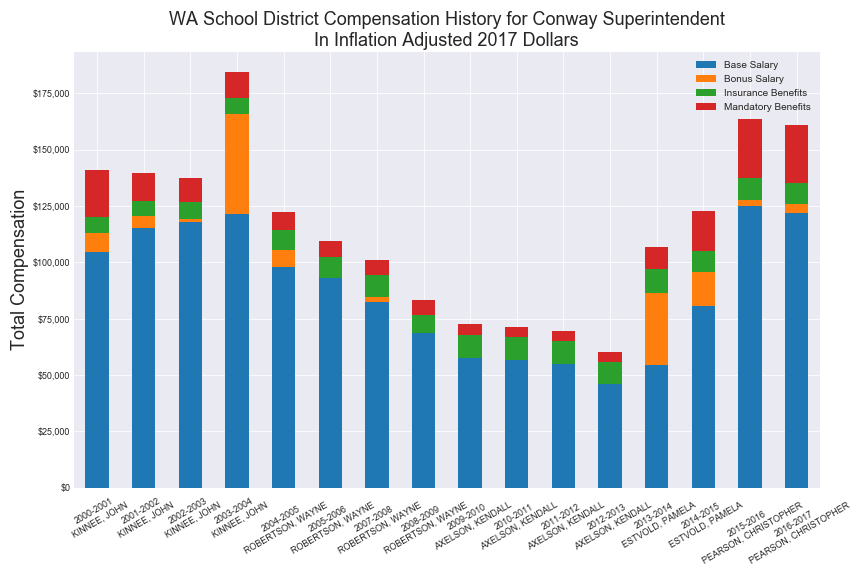 WA School District Compensation History for Conway Superintendent
In Inflation Adjusted 2017 Dollars
Base Salary
Bonus Salary
Insurance Benefits
Mandatory Benefits
Total Compensation
$175,000
$150,000
$125,000
$100,000
$75,000
$50,000
$25,000
$0
2000-2001
KINNEE, JOHN
2001-2002
KINNEE, JOHN
2002-2003
KINNEE, JOHN
2003-2004
KINNEE, JOHN
2004-2005
ROBERTSON, WAYNE
2005-2006
ROBERTSON, WAYNE
2007-2008
ROBERTSON, WAYNE
2008-2009
ROBERTSON, WAYNE
2009-2010
AXELSON, KENDALL
2010-2011
AXELSON, KENDALL
2011-2012
AXELSON, KENDALL
2012-2013
AXELSON, KENDALL
2013-2014
ESTVOLD, PAMELA
2014-2015
ESTVOLD, PAMELA
2015-2016
PEARSON, CHRISTOPHER
2016-2017
PEARSON, CHRISTOPHER